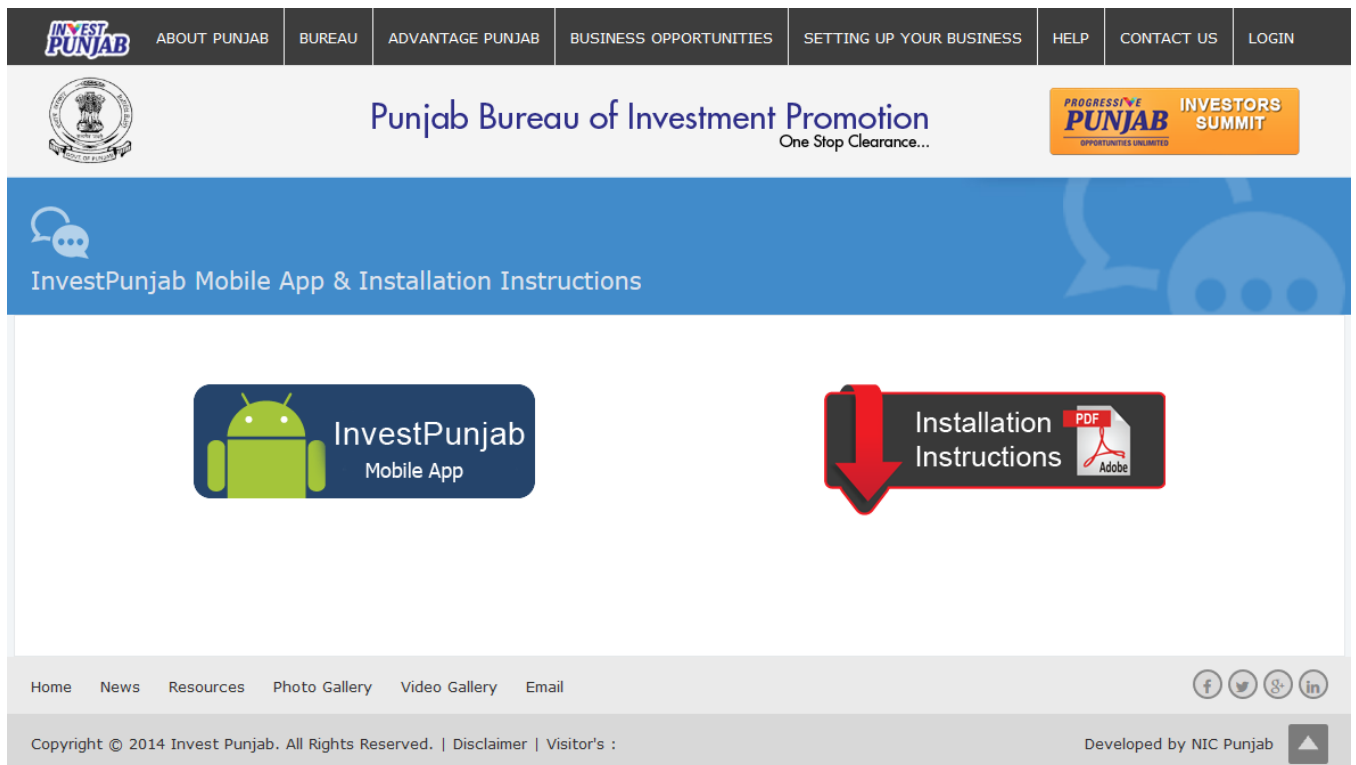 INVEST
PUNJAB
ABOUT PUNJAB
BUREAU
ADVANTAGE PUNJAB
BUSINESS OPPORTUNITIES
SETTING UP YOUR BUSINESS
HELP
CONTACT US
LOGIN
Punjab Bureau of Investment Promotion
One Stop Clearance...
PROGRESSIVE
PUNJAB
OPPORTUNITIES UNLIMITED
INVESTORS
SUMMIT
InvestPunjab Mobile App & Installation Instructions
InvestPunjab
Mobile App
Installation
Instructions
PDF
Adobe
Home News Resources Photo Gallery Video Gallery Email
Copyright © 2014 Invest Punjab. All Rights Reserved. | Disclaimer | Visitor's :
Developed by NIC Punjab